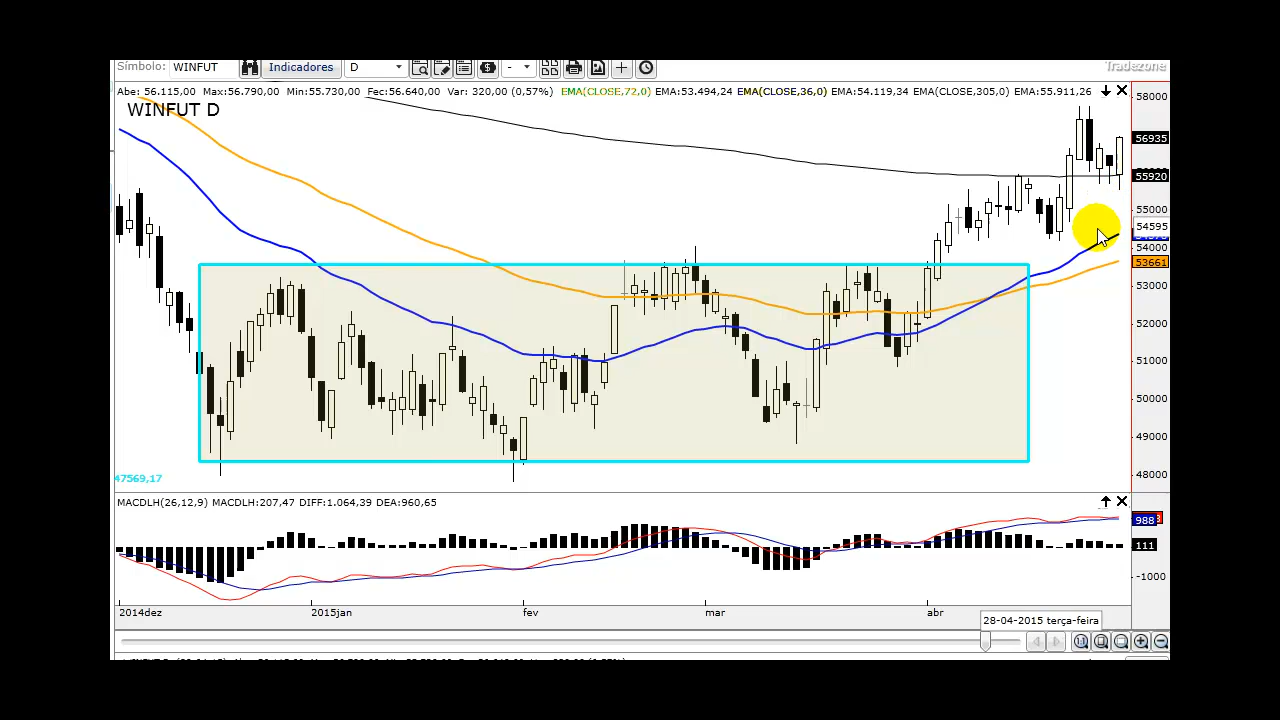 Símbolo: WINFUT Indicadores D -
Tradezone
Abe: 56.115,00 Max:56.790,00 Min:55.730,00 Fec:56.640,00 Var: 320,00 (0,57%) EMA(CLOSE,72,0) EMA:53.494,24 EMA(CLOSE,36,0) EMA:54.119,34 EMA(CLOSE,305,0) EMA:55.911,26
WINFUT D
58000
56935
55920
55000
54595
54000
53661
53000
52000
51000
50000
49000
48000
47569,17
MACDLH(26,12,9) MACDLH:207,47 DIFF:1.064,39 DEA:960,65
988
111
-1000
2014dez 2015jan fev mar abr
28-04-2015 terça-feira